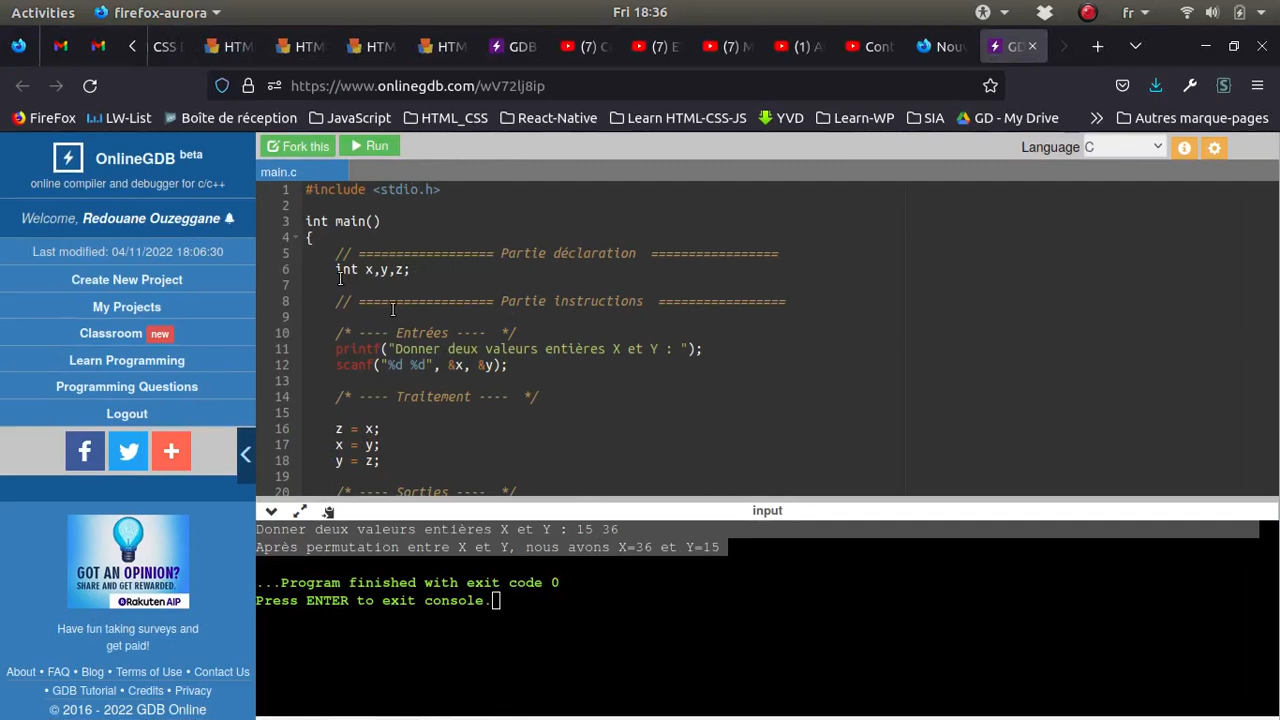 Activities firefox-aurora Fri 18:36 fr
CSS HTM HTM HTM HTM GDB (7) C (7) E (7) M (1) A Cont Nouv GD
https://www.onlinegdb.com/wV72lj8ip
FireFox LW-List Boîte de réception JavaScript HTML_CSS React-Native Learn HTML-CSS-JS YVD Learn-WP SIA GD - My Drive Autres marque-pages
OnlineGDB beta
online compiler and debugger for c/c++
Welcome, Redouane Ouzeggane
Last modified: 04/11/2022 18:06:30
Create New Project
My Projects
Classroom new
Learn Programming
Programming Questions
Logout
GOT AN OPINION?
SHARE AND GET REWARDED.
Rakuten AIP
Have fun taking surveys and
get paid!
About • FAQ • Blog • Terms of Use • Contact Us
• GDB Tutorial • Credits • Privacy
© 2016 - 2022 GDB Online
Fork this Run Language C
main.c
1 #include <stdio.h>
2
3 int main()
4 {
5 // ================== Partie déclaration =================
6 int x,y,z;
7
8 // ================== Partie instructions =================
9
10 /* ---- Entrées ---- */
11 printf("Donner deux valeurs entières X et Y : ");
12 scanf("%d %d", &x, &y);
13
14 /* ---- Traitement ---- */
15
16 z = x;
17 x = y;
18 y = z;
19
20 /* ---- Sorties ---- */
input
Donner deux valeurs entières X et Y : 15 36
Après permutation entre X et Y, nous avons X=36 et Y=15
...Program finished with exit code 0
Press ENTER to exit console.